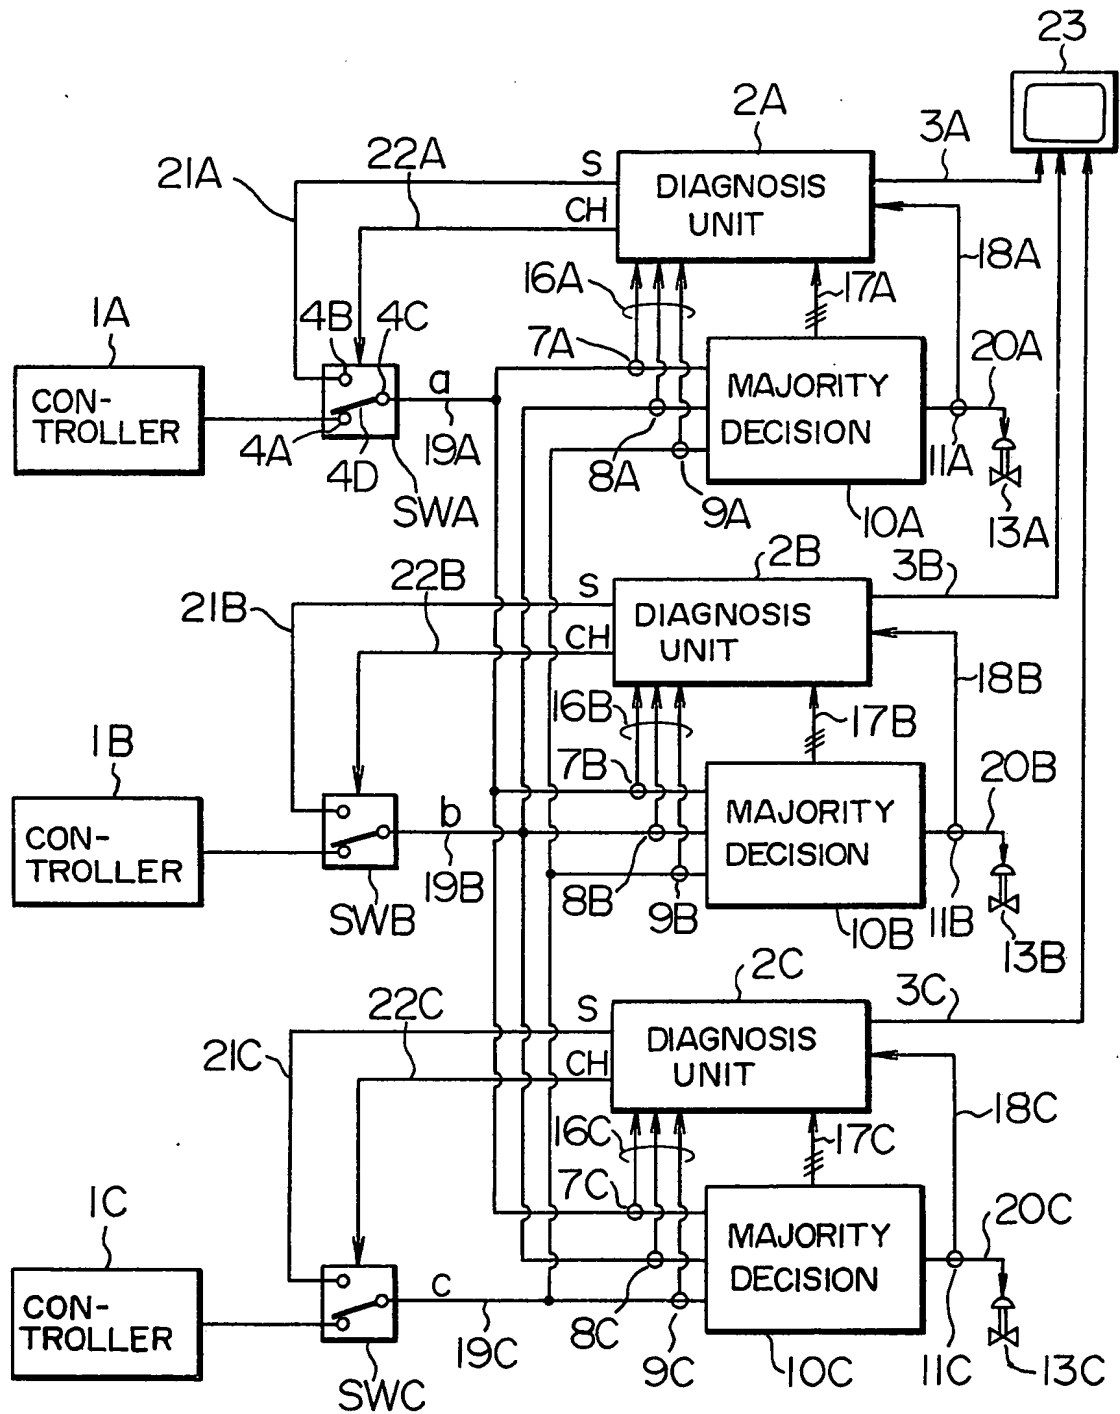 23
2A
3A
22A
S
21A
DIAGNOSIS
UNIT
CH
18A
16A
17A
1A
4B
4C
7A
20A
CON-
TROLLER
a
MAJORITY
DECISION
4A
4D
19A
8A
11A
SWA
9A
10A
13A
2B
3B
22B
S
21B
DIAGNOSIS
UNIT
CH
18B
16B
17B
1B
7B
20B
CON-
TROLLER
b
MAJORITY
DECISION
19B
8B
9B
11B
SWB
10B
13B
2C
3C
22C
S
21C
DIAGNOSIS
UNIT
CH
18C
16C
17C
1C
7C
20C
CON-
TROLLER
c
MAJORITY
DECISION
19C
8C
9C
10C
11C
13C
SWC